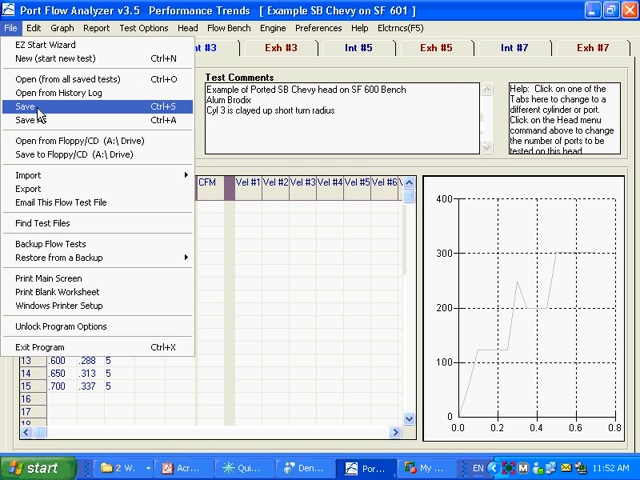 Port Flow Analyzer v3.5   Performance Trends   [ Example SB Chevy on SF 601 ]
File Edit Graph Report Test Options Head Flow Bench Engine Preferences Help Elctrncs(F5)
EZ Start Wizard
New (start new test) Ctrl+N
Open (from all saved tests) Ctrl+O
Open from History Log
Save Ctrl+S
Save As Ctrl+A
Open from Floppy/CD (A:\ Drive)
Save to Floppy/CD (A:\ Drive)
Import
Export
Email This Flow Test File
Find Test Files
Backup Flow Tests
Restore from a Backup
Print Main Screen
Print Blank Worksheet
Windows Printer Setup
Unlock Program Options
Exit Program Ctrl+X
#3 Exh #3 Int #5 Exh #5 Int #7 Exh #7
Test Comments
Example of Ported SB Chevy head on SF 600 Bench
Alum Brodix
Cyl 3 is clayed up short turn radius
Help: Click on one of the
Tabs here to change to a
different cylinder or port.
Click on the Head menu
command above to change
the number of ports to be
tested on this head.
CFM Vel #1 Vel #2 Vel #3 Vel #4 Vel #5 Vel #6
13 .600 .288 5
14 .650 .313 5
15 .700 .337 5
16
17
18
400
300
200
100
0
0.0 0.2 0.4 0.6 0.8
start 2 W.. Acr... Qui... Den... Por... My ... EN 11:52 AM